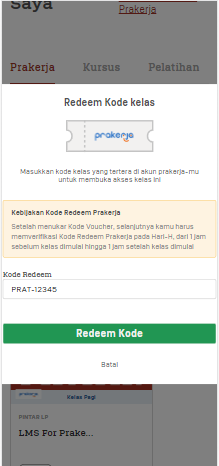 Saya
Prakerja
Prakerja Kursus Pelatihan
Redeem Kode kelas
prakerja
Masukkan kode kelas yang tertera di akun prakerja-mu
untuk membuka akses kelas ini
Kebijakan Kode Redeem Prakerja
Setelah menukar Kode Voucher, selanjutnya kamu harus
memverifikasi Kode Redeem Prakerja pada Hari-H, dari 1 jam
sebelum kelas dimulai hingga 1 jam setelah kelas dimulai
Kode Redeem
PRAT-12345
Redeem Kode
Batal
prakerja
Kelas Pagi
PINTAR LP
LMS For Prake...